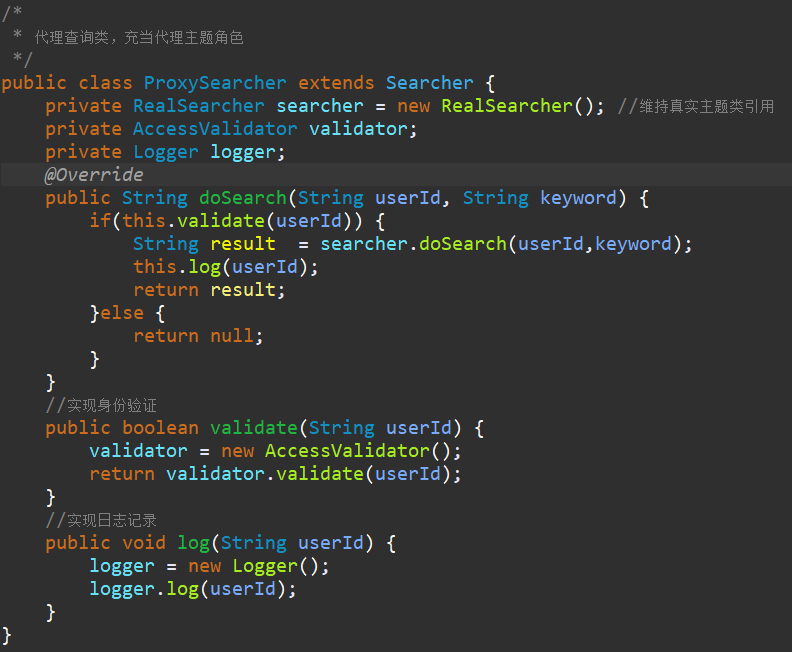 /*
 * 代理查询类，充当代理主题角色
 */
public class ProxySearcher extends Searcher {
    private RealSearcher searcher = new RealSearcher(); //维持真实主题类引用
    private AccessValidator validator;
    private Logger logger;
    @Override
    public String doSearch(String userId, String keyword) {
        if(this.validate(userId)) {
            String result  = searcher.doSearch(userId,keyword);
            this.log(userId);
            return result;
        }else {
            return null;
        }
    }
    //实现身份验证
    public boolean validate(String userId) {
        validator = new AccessValidator();
        return validator.validate(userId);
    }
    //实现日志记录
    public void log(String userId) {
        logger = new Logger();
        logger.log(userId);
    }
}